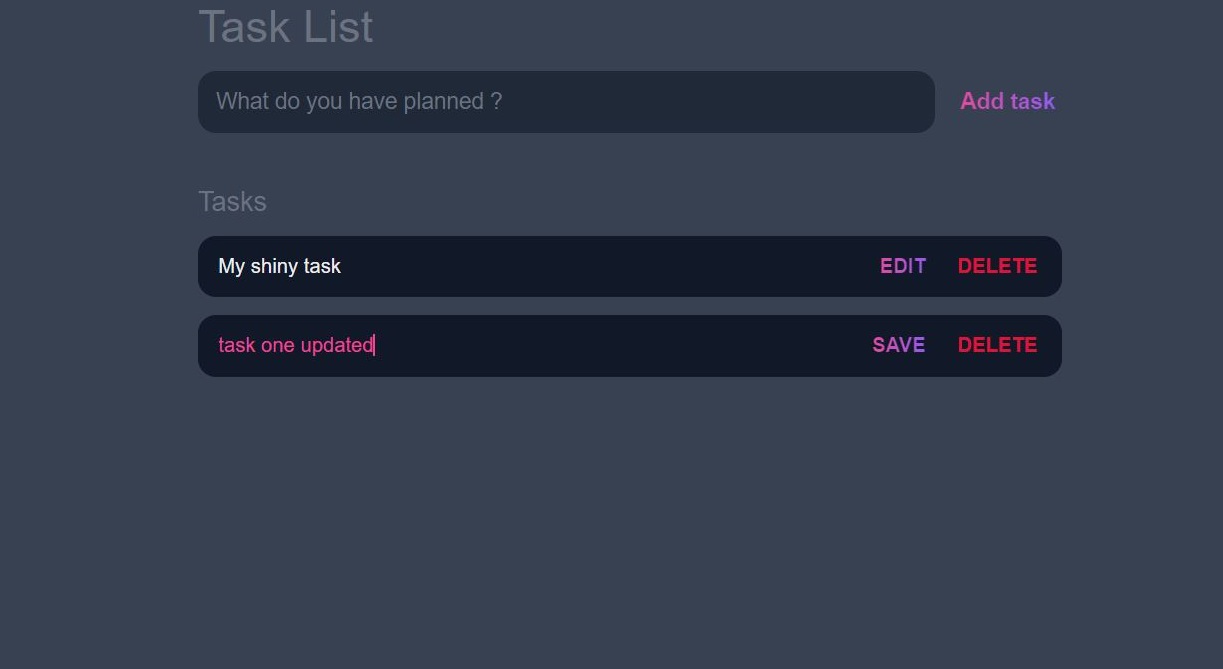 Task List
What do you have planned ?
Add task
Tasks
My shiny task
EDIT
DELETE
task one updated
SAVE
DELETE